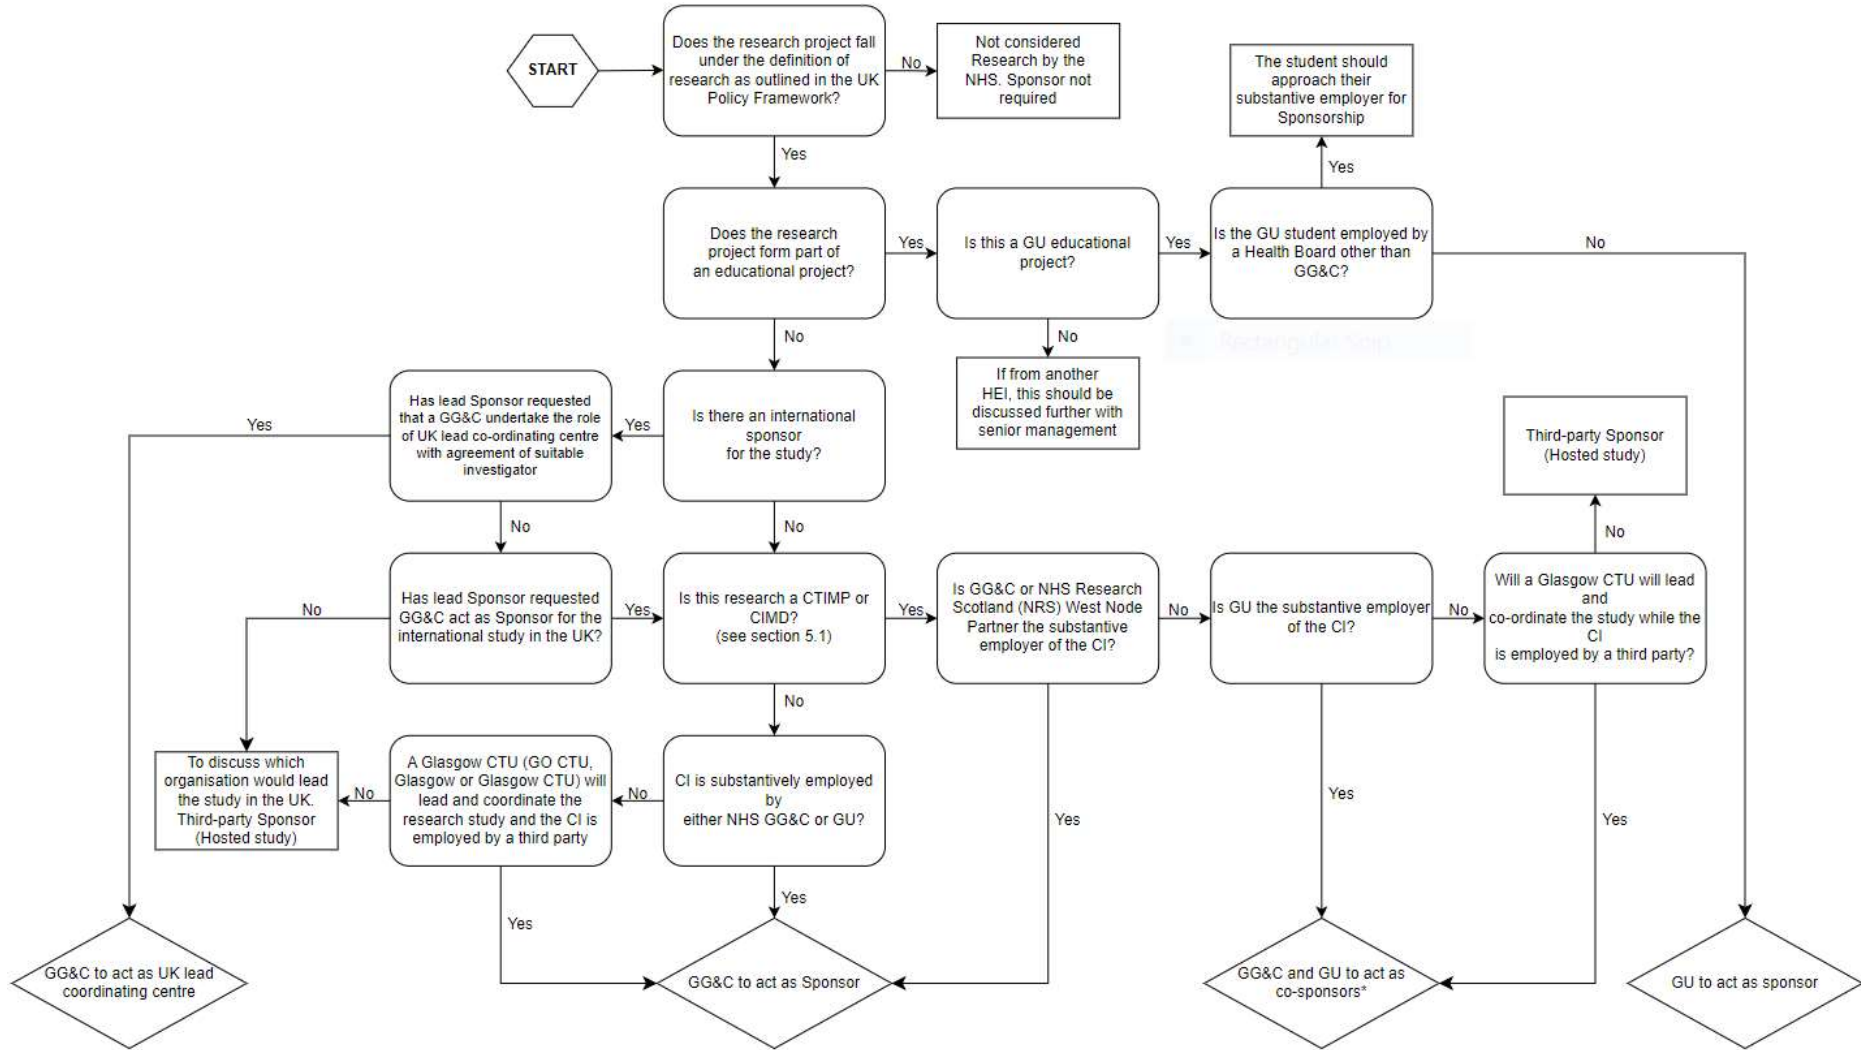 START
Does the research project fall
under the definition of
research as outlined in the UK
Policy Framework?
No
Not considered
Research by the
NHS. Sponsor not
required
The student should
approach their
substantive employer for
Sponsorship
Yes
Yes
Does the research
project form part of
an educational project?
Yes
Is this a GU educational
project?
Yes
Is the GU student employed by
a Health Board other than
GG&C?
No
No
No
Rectangular Snip
If from another
HEI, this should be
discussed further with
senior management
Has lead Sponsor requested
that a GG&C undertake the role
of UK lead co-ordinating centre
with agreement of suitable
investigator
Yes
Yes
Is there an international
sponsor
for the study?
Third-party Sponsor
(Hosted study)
No
No
No
Has lead Sponsor requested
GG&C act as Sponsor for the
international study in the UK?
No
Yes
Is this research a CTIMP or
CIMD?
(see section 5.1)
Yes
Is GG&C or NHS Research
Scotland (NRS) West Node
Partner the substantive
employer of the CI?
No
Is GU the substantive employer
of the CI?
No
Will a Glasgow CTU will lead
and
co-ordinate the study while the
CI
is employed by a third party?
No
To discuss which
organisation would lead
the study in the UK.
Third-party Sponsor
(Hosted study)
No
A Glasgow CTU (GO CTU,
Glasgow or Glasgow CTU) will
lead and coordinate the
research study and the CI is
employed by a third party
No
CI is substantively employed
by
either NHS GG&C or GU?
Yes
Yes
Yes
Yes
Yes
GG&C to act as UK lead
coordinating centre
GG&C to act as Sponsor
GG&C and GU to act as
co-sponsors*
GU to act as sponsor